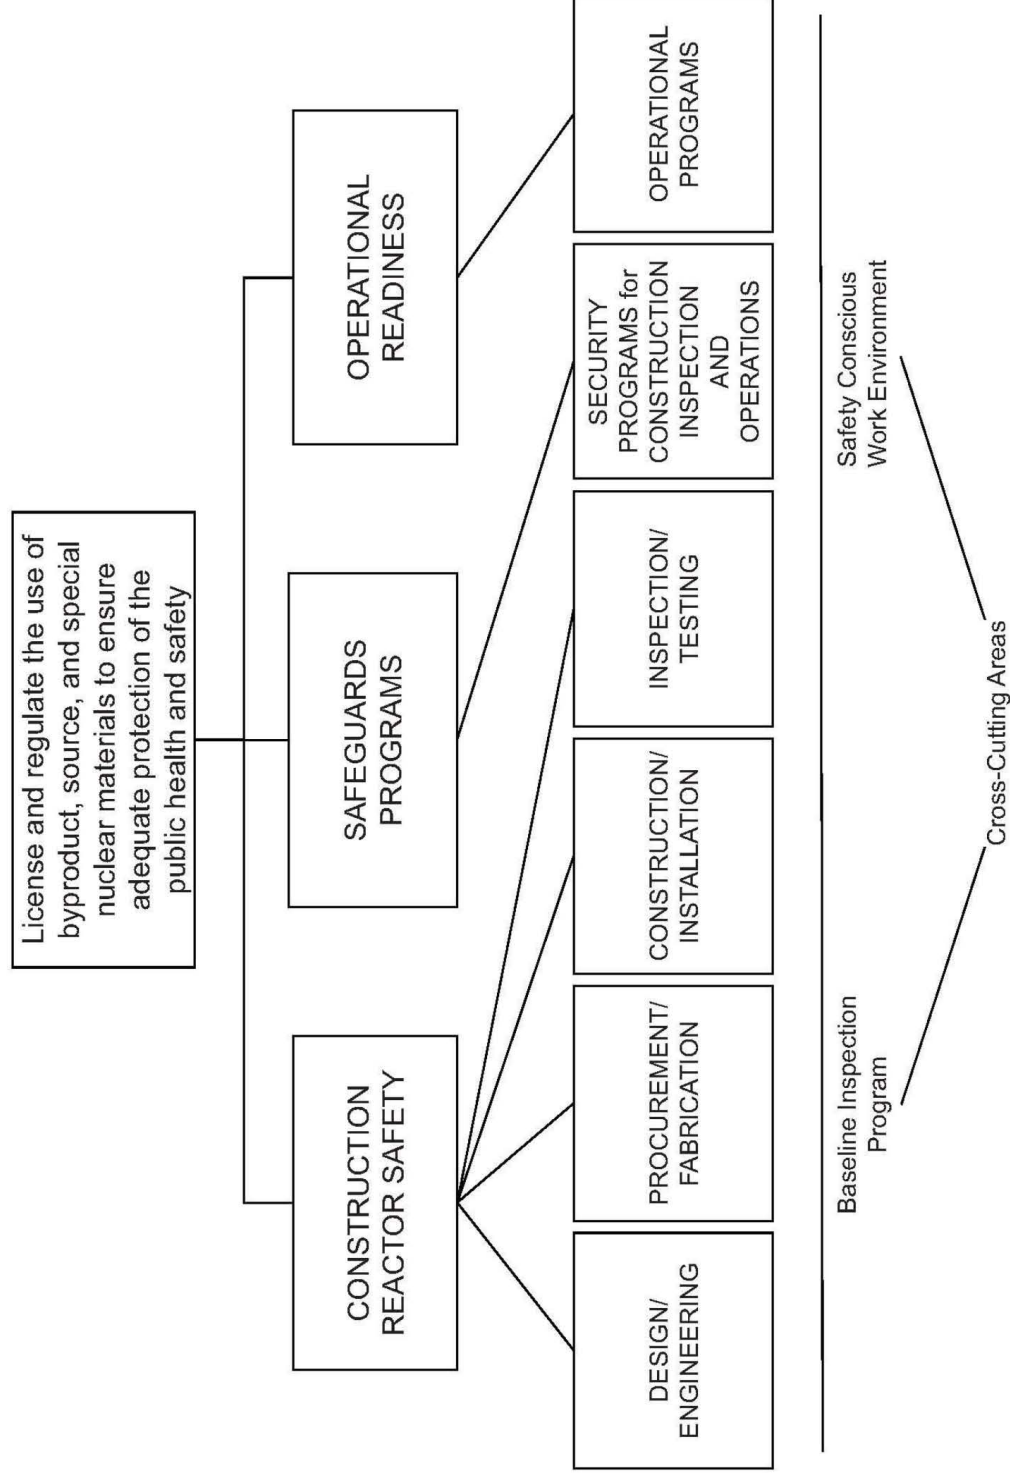 License and regulate the use of
byproduct, source, and special
nuclear materials to ensure
adequate protection of the
public health and safety
CONSTRUCTION
REACTOR SAFETY
SAFEGUARDS
PROGRAMS
OPERATIONAL
READINESS
DESIGN/
ENGINEERING
PROCUREMENT/
FABRICATION
CONSTRUCTION/
INSTALLATION
INSPECTION/
TESTING
SECURITY
PROGRAMS for
CONSTRUCTION
INSPECTION
AND
OPERATIONS
OPERATIONAL
PROGRAMS
Baseline Inspection
Program
Safety Conscious
Work Environment
Cross-Cutting Areas